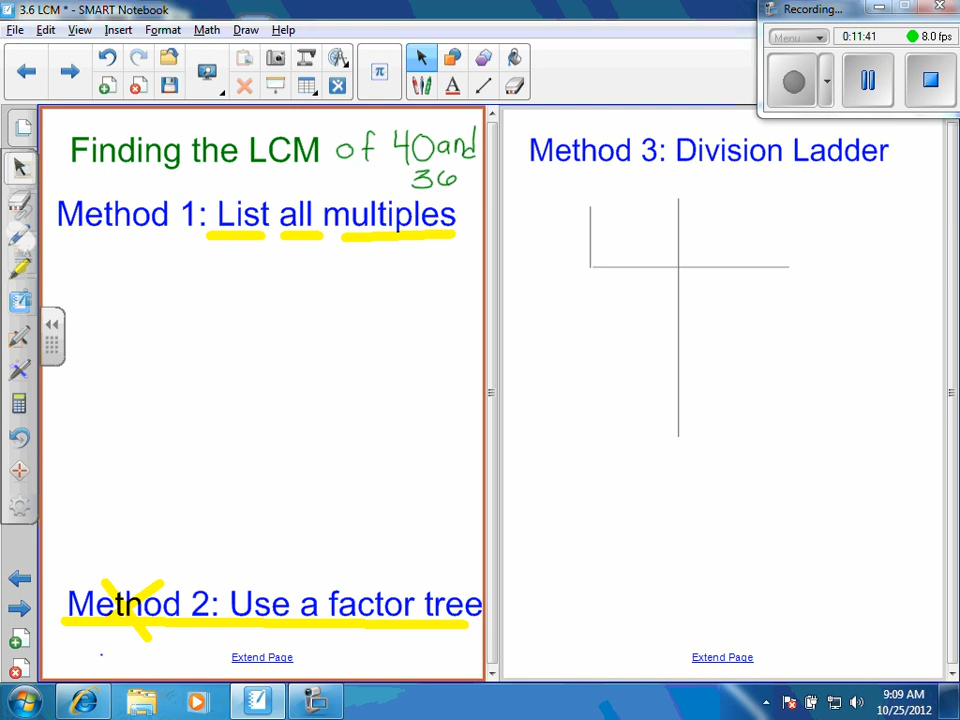 3.6 LCM * - SMART Notebook
Recording...
File Edit View Insert Format Math Draw Help
Menu 0:11:41 8.0 fps
π
A
Finding the LCM of 40 and
36
Method 1: List all multiples
Method 2: Use a factor tree
Extend Page
Method 3: Division Ladder
Extend Page
9:09 AM
10/25/2012